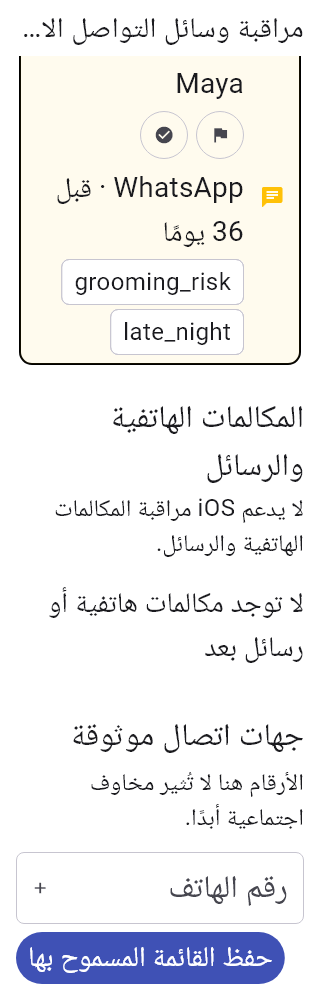 مراقبة وسائل التواصل الا...
Maya
WhatsApp · قبل
36 يومًا
grooming_risk
late_night
المكالمات الهاتفية
والرسائل
لا يدعم iOS مراقبة المكالمات
الهاتفية والرسائل.
لا توجد مكالمات هاتفية أو
رسائل بعد
جهات اتصال موثوقة
الأرقام هنا لا تُثير مخاوف
اجتماعية أبدًا.
رقم الهاتف
+
حفظ القائمة المسموح بها